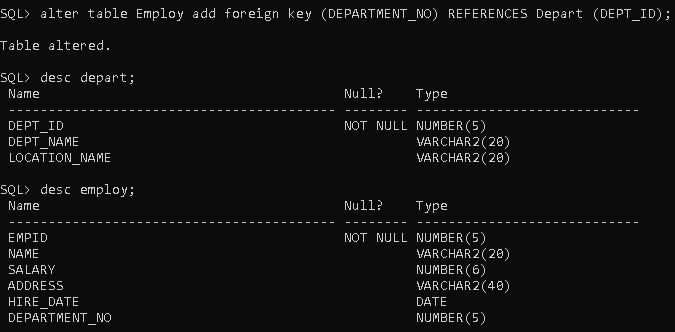 SQL> alter table Employ add foreign key (DEPARTMENT_NO) REFERENCES Depart (DEPT_ID);
Table altered.
SQL> desc depart;
Name                                      Null?    Type
----------------------------------------- -------- ----------------------------
DEPT_ID                                   NOT NULL NUMBER(5)
DEPT_NAME                                          VARCHAR2(20)
LOCATION_NAME                                      VARCHAR2(20)
SQL> desc employ;
Name                                      Null?    Type
----------------------------------------- -------- ----------------------------
EMPID                                     NOT NULL NUMBER(5)
NAME                                               VARCHAR2(20)
SALARY                                             NUMBER(6)
ADDRESS                                            VARCHAR2(40)
HIRE_DATE                                          DATE
DEPARTMENT_NO                                      NUMBER(5)